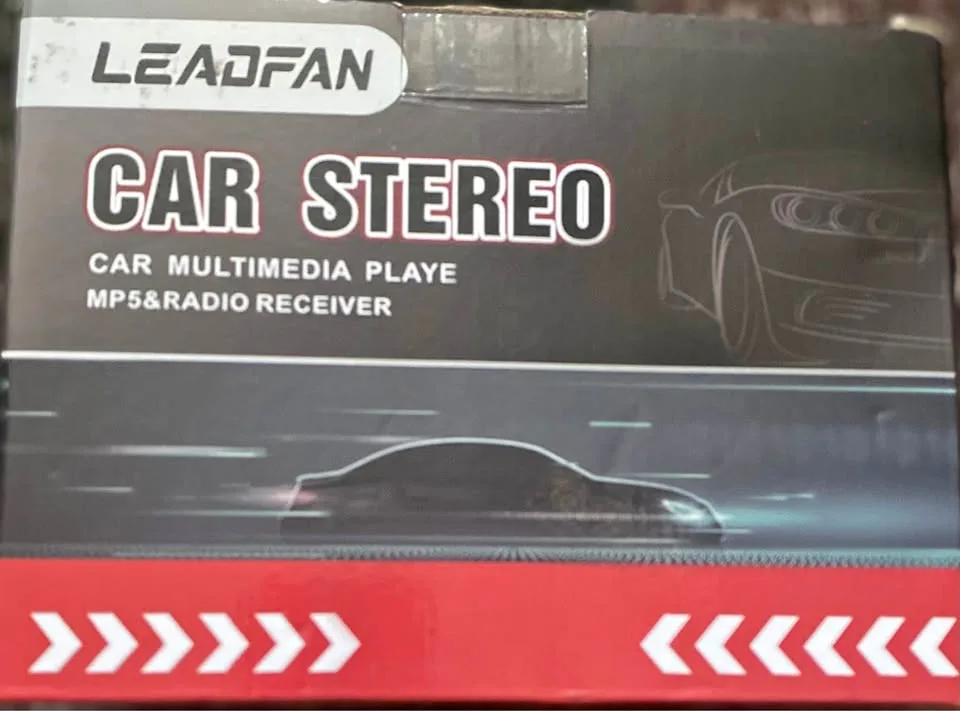 LEADFAN
CAR STEREO
CAR MULTIMEDIA PLAYE
MP5&RADIO RECEIVER